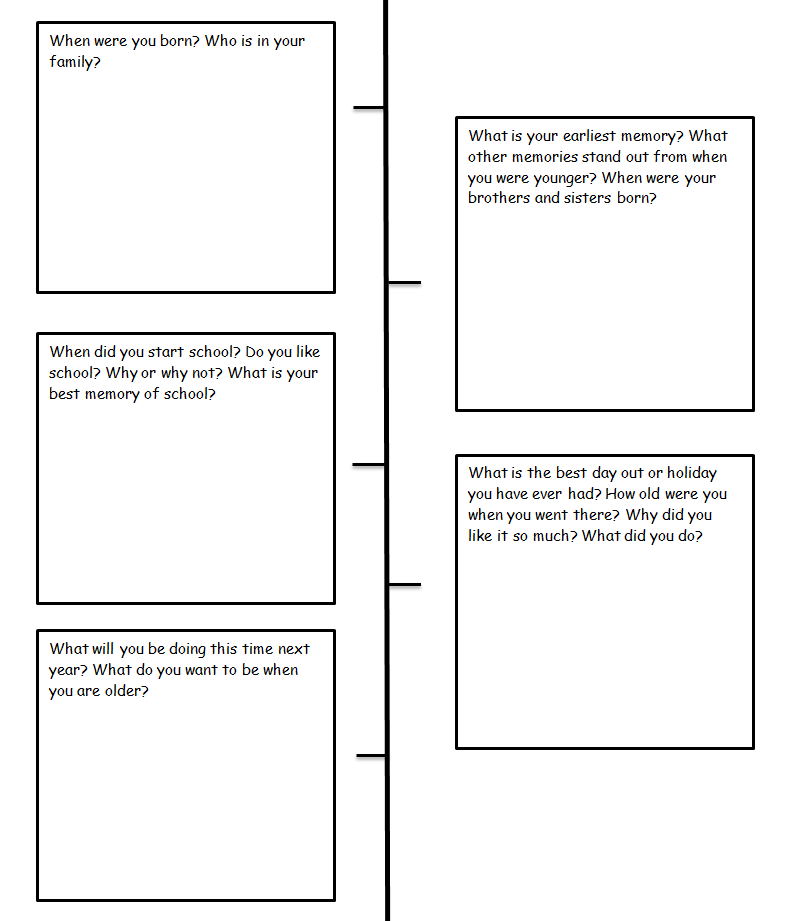 When were you born? Who is in your
family?
What is your earliest memory? What
other memories stand out from when
you were younger? When were your
brothers and sisters born?
When did you start school? Do you like
school? Why or why not? What is your
best memory of school?
What is the best day out or holiday
you have ever had? How old were you
when you went there? Why did you
like it so much? What did you do?
What will you be doing this time next
year? What do you want to be when
you are older?